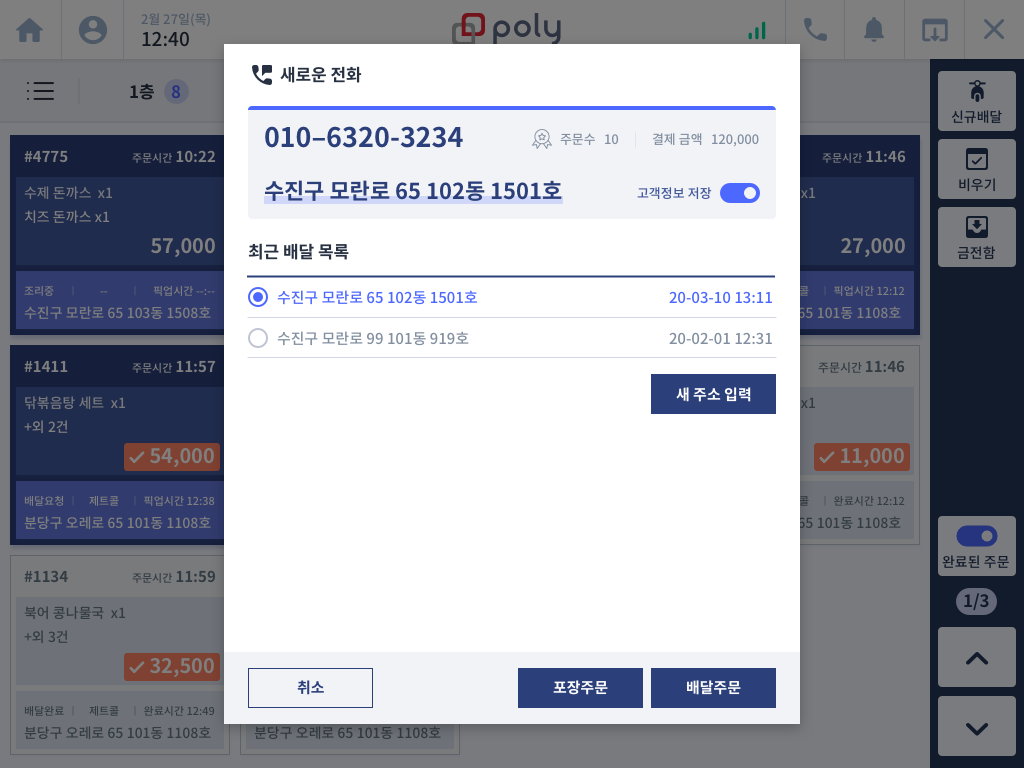 2월 27일(목)
12:40
poly
1층 8
신규배달
비우기
금전함
완료된 주문
1/3
#4775 주문시간 10:22
수제 돈까스 x1
치즈 돈까스 x1
57,000
조리중 -- 픽업시간 --:--
수진구 모란로 65 103동 1508호
주문시간 11:46
x1
27,000
콜 픽업시간 12:12
65 101동 1108호
#1411 주문시간 11:57
닭볶음탕 세트 x1
+외 2건
54,000
배달요청 제트콜 픽업시간 12:38
분당구 오레로 65 101동 1108호
주문시간 11:46
x1
11,000
콜 완료시간 12:12
65 101동 1108호
#1134 주문시간 11:59
북어 콩나물국 x1
+외 3건
32,500
배달완료 제트콜 완료시간 12:49
분당구 오레로 65 101동 1108호
분당구 오레로 65 101동 1108호
새로운 전화
010-6320-3234
주문수 10 결제 금액 120,000
수진구 모란로 65 102동 1501호
고객정보 저장
최근 배달 목록
수진구 모란로 65 102동 1501호 20-03-10 13:11
수진구 모란로 99 101동 919호 20-02-01 12:31
새 주소 입력
취소 포장주문 배달주문